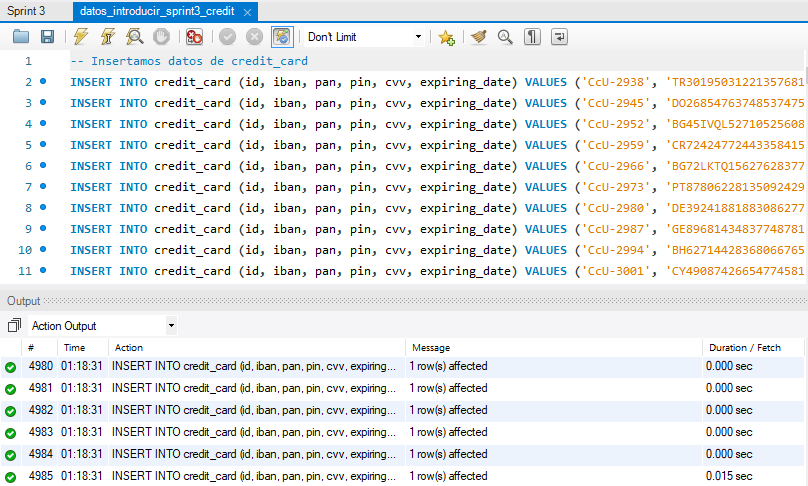 Sprint 3 datos_introducir_sprint3_credit
Don't Limit
1 -- Insertamos datos de credit_card
2 INSERT INTO credit_card (id, iban, pan, pin, cvv, expiring_date) VALUES ('CcU-2938', 'TR30195031221357681
3 INSERT INTO credit_card (id, iban, pan, pin, cvv, expiring_date) VALUES ('CcU-2945', 'DO26854763748537475
4 INSERT INTO credit_card (id, iban, pan, pin, cvv, expiring_date) VALUES ('CcU-2952', 'BG45IVQL52710525608
5 INSERT INTO credit_card (id, iban, pan, pin, cvv, expiring_date) VALUES ('CcU-2959', 'CR72424772443358415
6 INSERT INTO credit_card (id, iban, pan, pin, cvv, expiring_date) VALUES ('CcU-2966', 'BG72LKTQ15627628377
7 INSERT INTO credit_card (id, iban, pan, pin, cvv, expiring_date) VALUES ('CcU-2973', 'PT87806228135092429
8 INSERT INTO credit_card (id, iban, pan, pin, cvv, expiring_date) VALUES ('CcU-2980', 'DE39241881883086277
9 INSERT INTO credit_card (id, iban, pan, pin, cvv, expiring_date) VALUES ('CcU-2987', 'GE89681434837748781
10 INSERT INTO credit_card (id, iban, pan, pin, cvv, expiring_date) VALUES ('CcU-2994', 'BH62714428368066765
11 INSERT INTO credit_card (id, iban, pan, pin, cvv, expiring_date) VALUES ('CcU-3001', 'CY49087426654774581
Output
Action Output
# Time Action Message Duration / Fetch
4980 01:18:31 INSERT INTO credit_card (id, iban, pan, pin, cvv, expiring... 1 row(s) affected 0.000 sec
4981 01:18:31 INSERT INTO credit_card (id, iban, pan, pin, cvv, expiring... 1 row(s) affected 0.000 sec
4982 01:18:31 INSERT INTO credit_card (id, iban, pan, pin, cvv, expiring... 1 row(s) affected 0.000 sec
4983 01:18:31 INSERT INTO credit_card (id, iban, pan, pin, cvv, expiring... 1 row(s) affected 0.000 sec
4984 01:18:31 INSERT INTO credit_card (id, iban, pan, pin, cvv, expiring... 1 row(s) affected 0.000 sec
4985 01:18:31 INSERT INTO credit_card (id, iban, pan, pin, cvv, expiring... 1 row(s) affected 0.015 sec